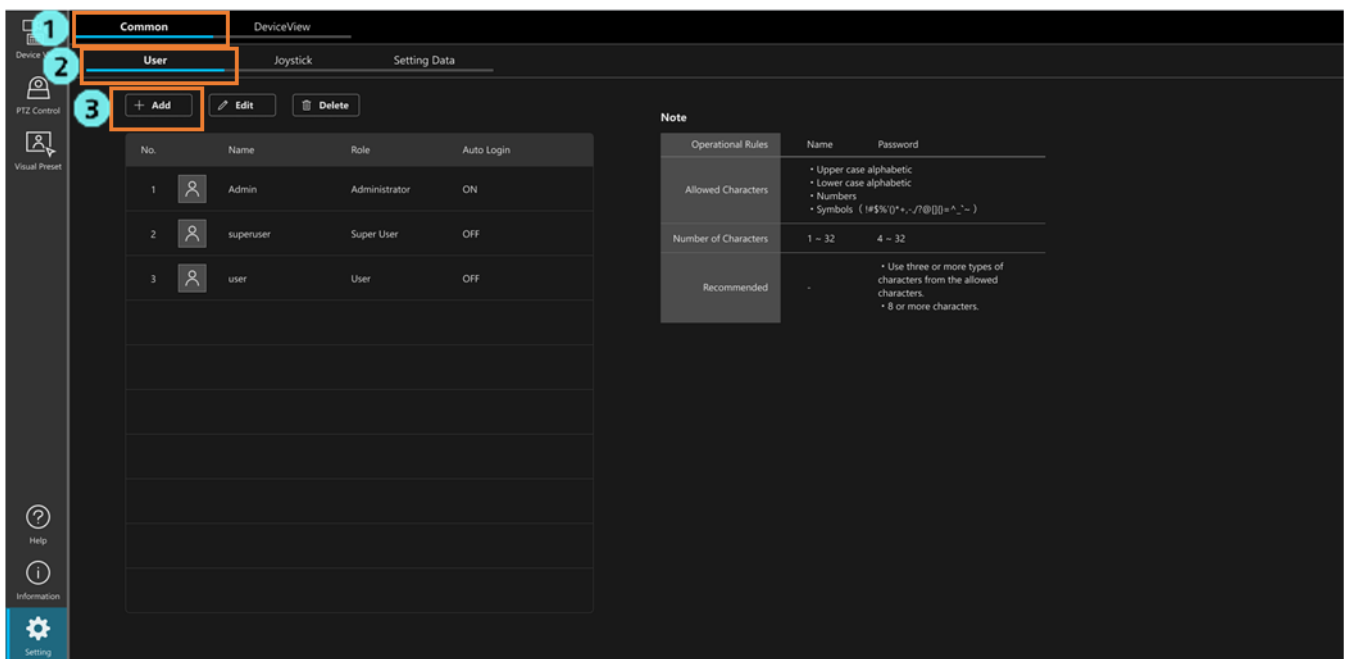 1
Common
DeviceView
Device
2
User
Joystick
Setting Data
PTZ Control
3
+ Add
Edit
Delete
Visual Preset
No.
Name
Role
Auto Login
1
Admin
Administrator
ON
2
superuser
Super User
OFF
3
user
User
OFF
Note
Operational Rules
Name
Password
Allowed Characters
・Upper case alphabetic
・Lower case alphabetic
・Numbers
・Symbols
Number of Characters
1 ~ 32
4 ~ 32
Recommended
-
・Use three or more types of
characters from the allowed
characters.
・8 or more characters.
Help
Information
Setting